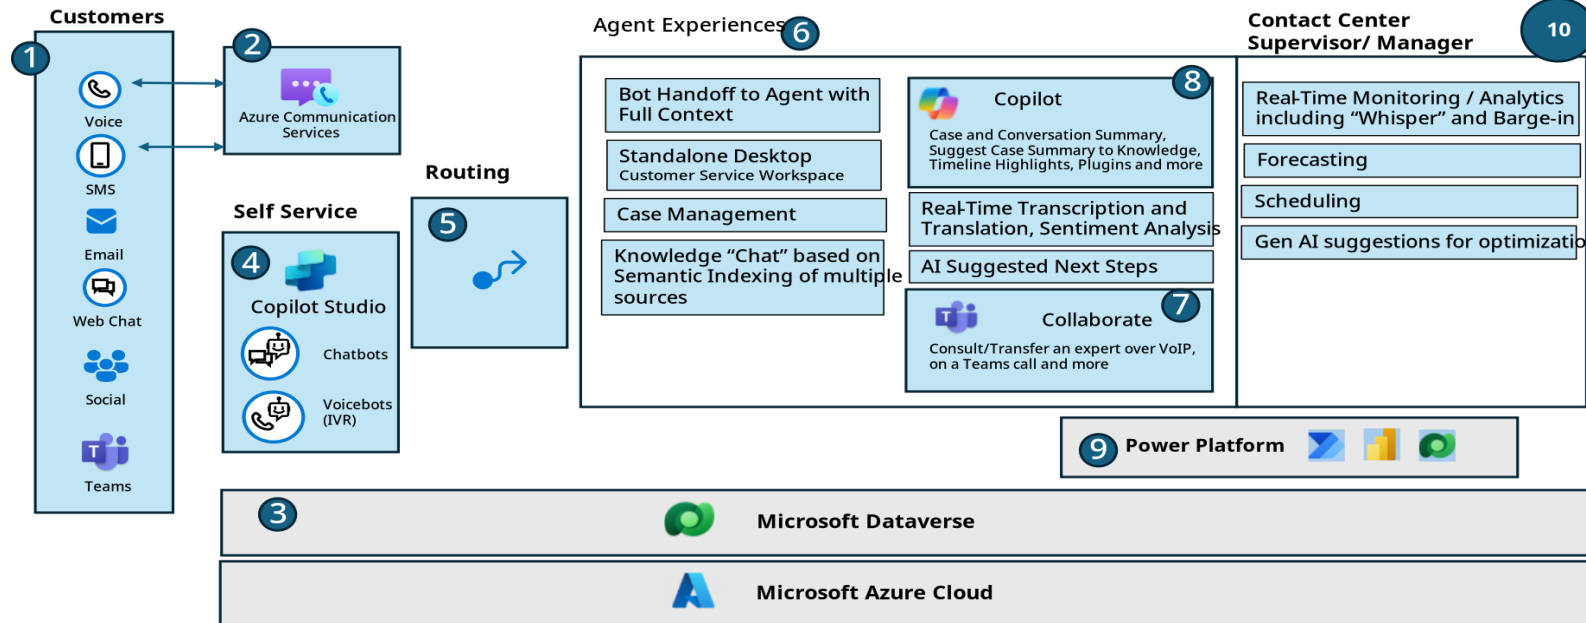 Customers
1
Voice
SMS
Email
Web Chat
Social
Teams
2
Azure Communication
Services
Self Service
4
Copilot Studio
Chatbots
Voicebots
(IVR)
Routing
5
Agent Experiences
6
Bot Handoff to Agent with
Full Context
Standalone Desktop
Customer Service Workspace
Case Management
Knowledge “Chat” based on
Semantic Indexing of multiple
sources
8
Copilot
Case and Conversation Summary,
Suggest Case Summary to Knowledge,
Timeline Highlights, Plugins and more
Real-Time Transcription and
Translation, Sentiment Analysis
AI Suggested Next Steps
7
T
Collaborate
Consult/Transfer an expert over VoIP,
on a Teams call and more
Contact Center
Supervisor/ Manager
10
Real-Time Monitoring / Analytics
including “Whisper” and Barge-in
Forecasting
Scheduling
Gen AI suggestions for optimizatio
9
Power Platform
3
Microsoft Dataverse
Microsoft Azure Cloud